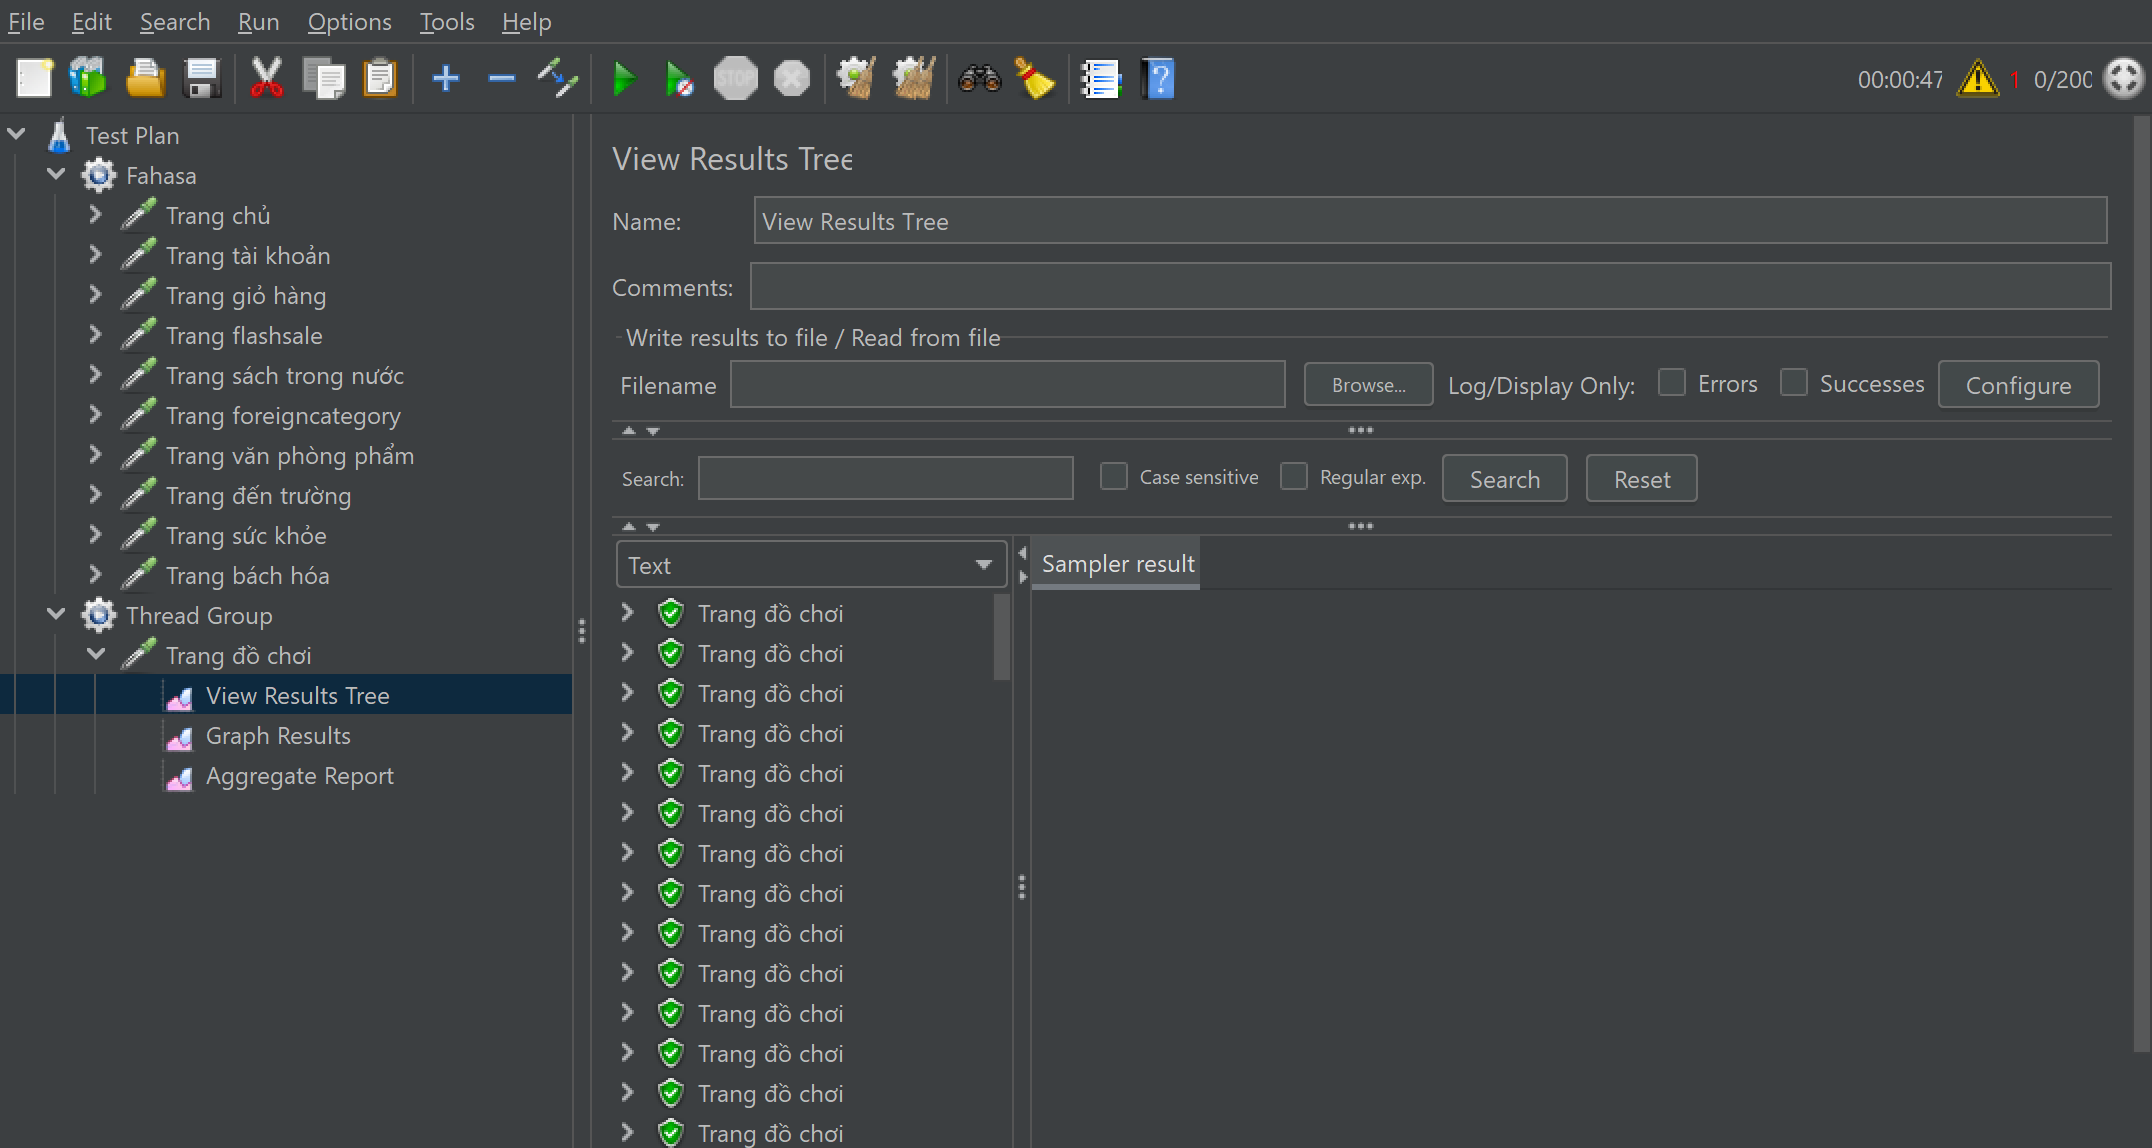 File Edit Search Run Options Tools Help
STOP
00:00:47 1 0/200
Test Plan
Fahasa
Trang chủ
Trang tài khoản
Trang giỏ hàng
Trang flashsale
Trang sách trong nước
Trang foreigncategory
Trang văn phòng phẩm
Trang đến trường
Trang sức khỏe
Trang bách hóa
Thread Group
Trang đồ chơi
View Results Tree
Graph Results
Aggregate Report
View Results Tree
Name: View Results Tree
Comments:
Write results to file / Read from file
Filename Browse... Log/Display Only: Errors Successes Configure
Search: Case sensitive Regular exp. Search Reset
Text
Sampler result
Trang đồ chơi
Trang đồ chơi
Trang đồ chơi
Trang đồ chơi
Trang đồ chơi
Trang đồ chơi
Trang đồ chơi
Trang đồ chơi
Trang đồ chơi
Trang đồ chơi
Trang đồ chơi
Trang đồ chơi
Trang đồ chơi
Trang đồ chơi